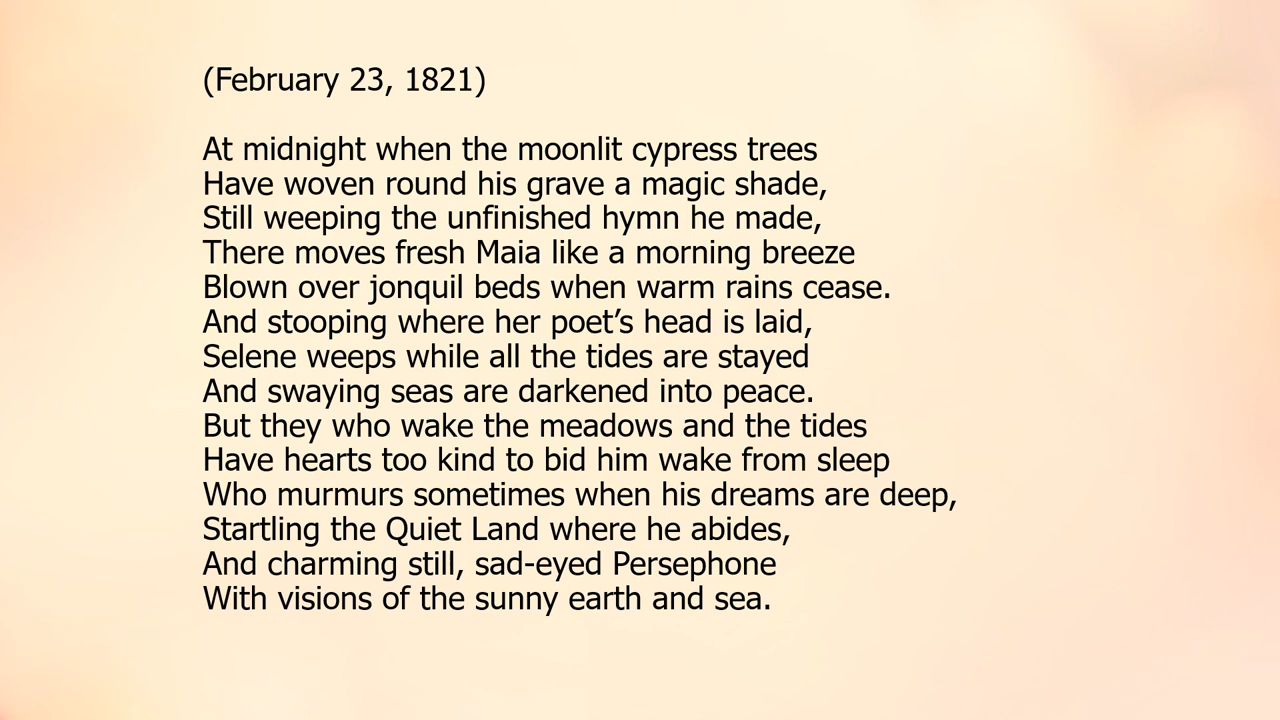 (February 23, 1821)
At midnight when the moonlit cypress trees
Have woven round his grave a magic shade,
Still weeping the unfinished hymn he made,
There moves fresh Maia like a morning breeze
Blown over jonquil beds when warm rains cease.
And stooping where her poet’s head is laid,
Selene weeps while all the tides are stayed
And swaying seas are darkened into peace.
But they who wake the meadows and the tides
Have hearts too kind to bid him wake from sleep
Who murmurs sometimes when his dreams are deep,
Startling the Quiet Land where he abides,
And charming still, sad-eyed Persephone
With visions of the sunny earth and sea.